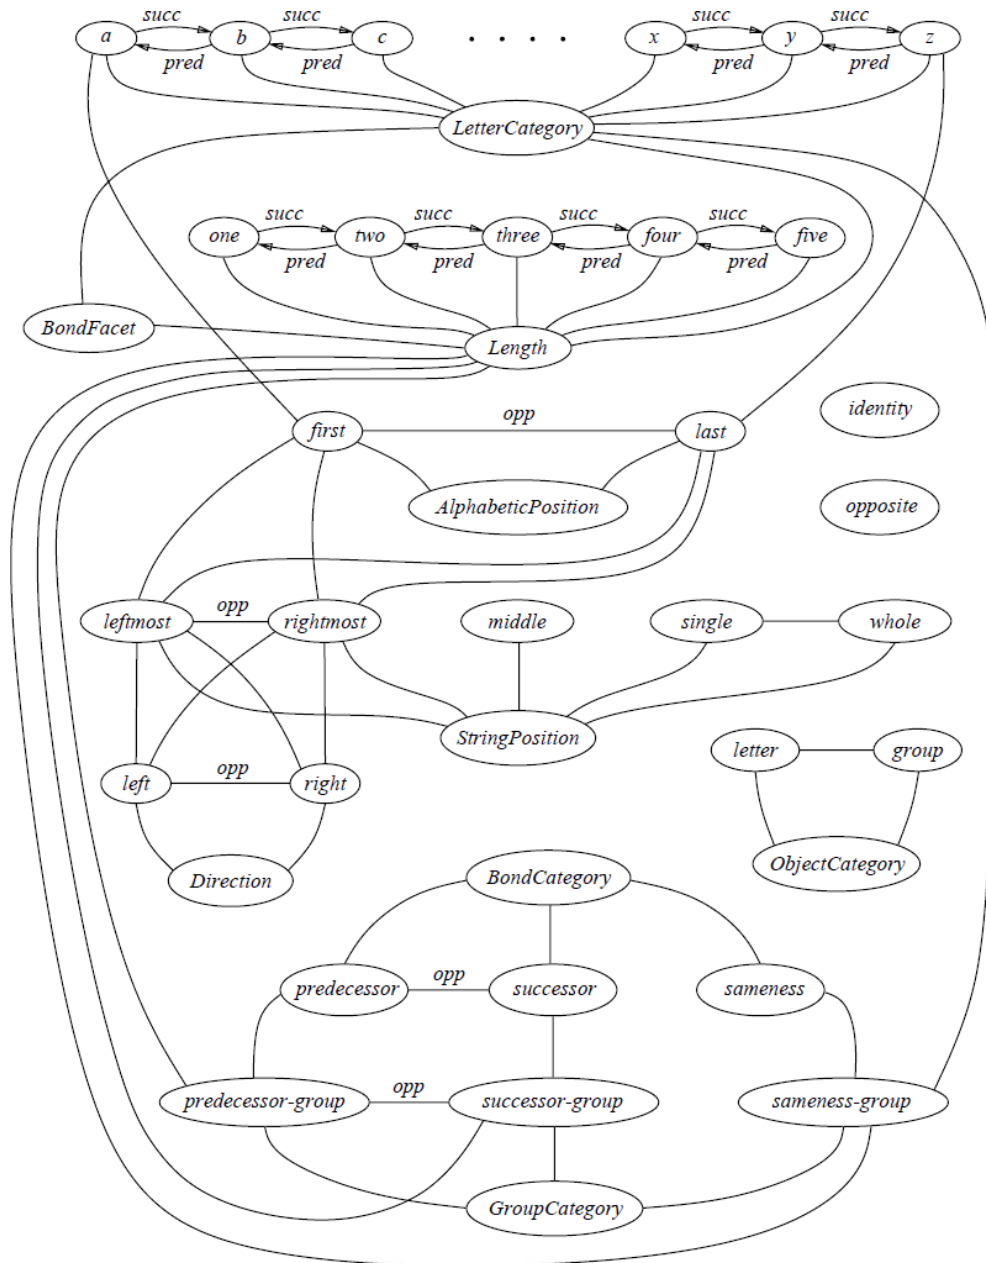 succ succ succ succ
a b c . . . . x y z
pred pred pred pred
LetterCategory
succ succ succ succ
one two three four five
pred pred pred pred
BondFacet
Length
identity
opp
first last
AlphabeticPosition
opposite
opp
leftmost rightmost middle single whole
StringPosition
letter group
opp
left right
ObjectCategory
Direction
BondCategory
opp
predecessor successor sameness
opp
predecessor-group successor-group sameness-group
GroupCategory